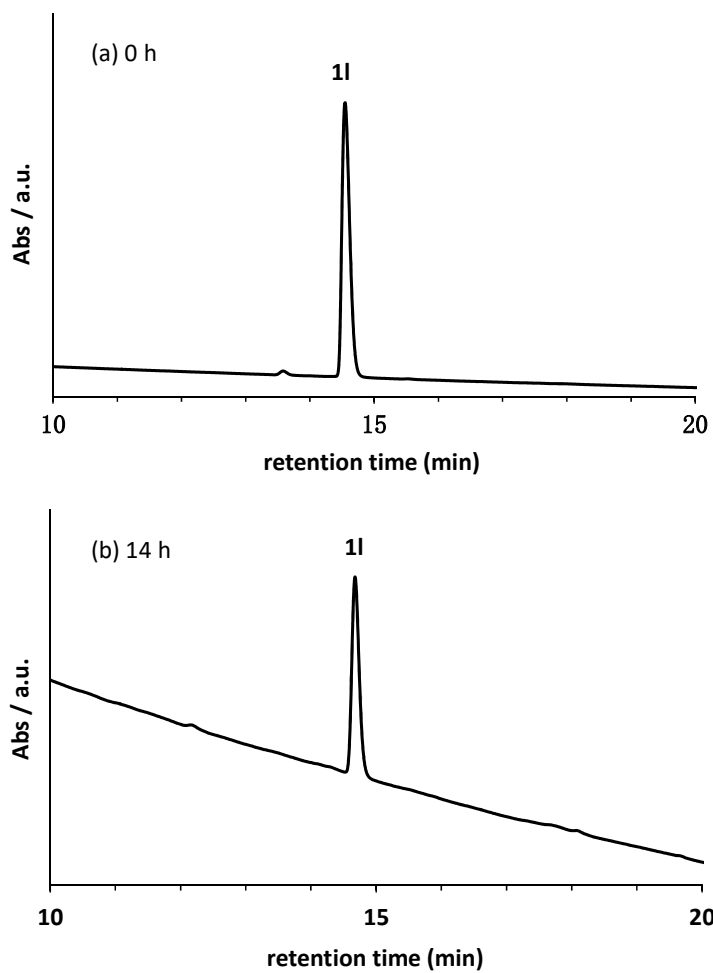 (a) 0 h
1l
Abs / a.u.
10 15 20
retention time (min)
(b) 14 h
1l
Abs / a.u.
10 15 20
retention time (min)